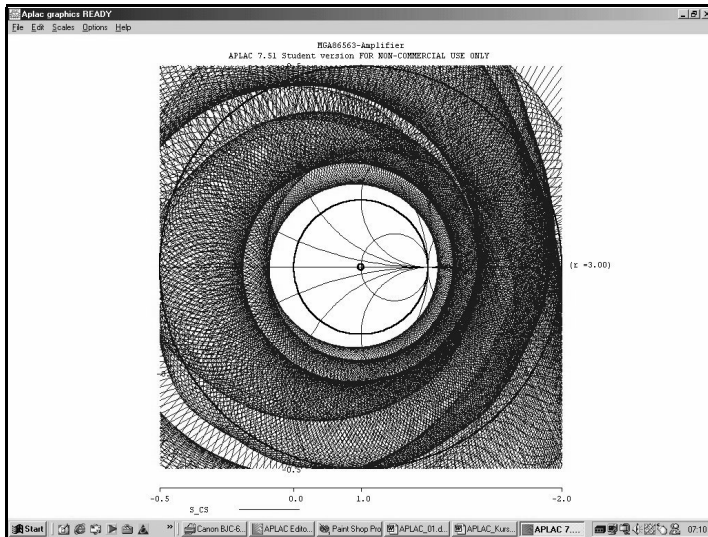 Aplac graphics READY
File Edit Scales Options Help
MGA86563-Amplifier
APLAC 7.51 Student version FOR NON-COMMERCIAL USE ONLY
(r =3.00)
-0.5
-0.5 0.0 1.0 -2.0
S_CS
Start » Canon BJC-6... APLAC Edito... Paint Shop Pro APLAC_01.d... APLAC_Kurs... APLAC 7.... 07:10